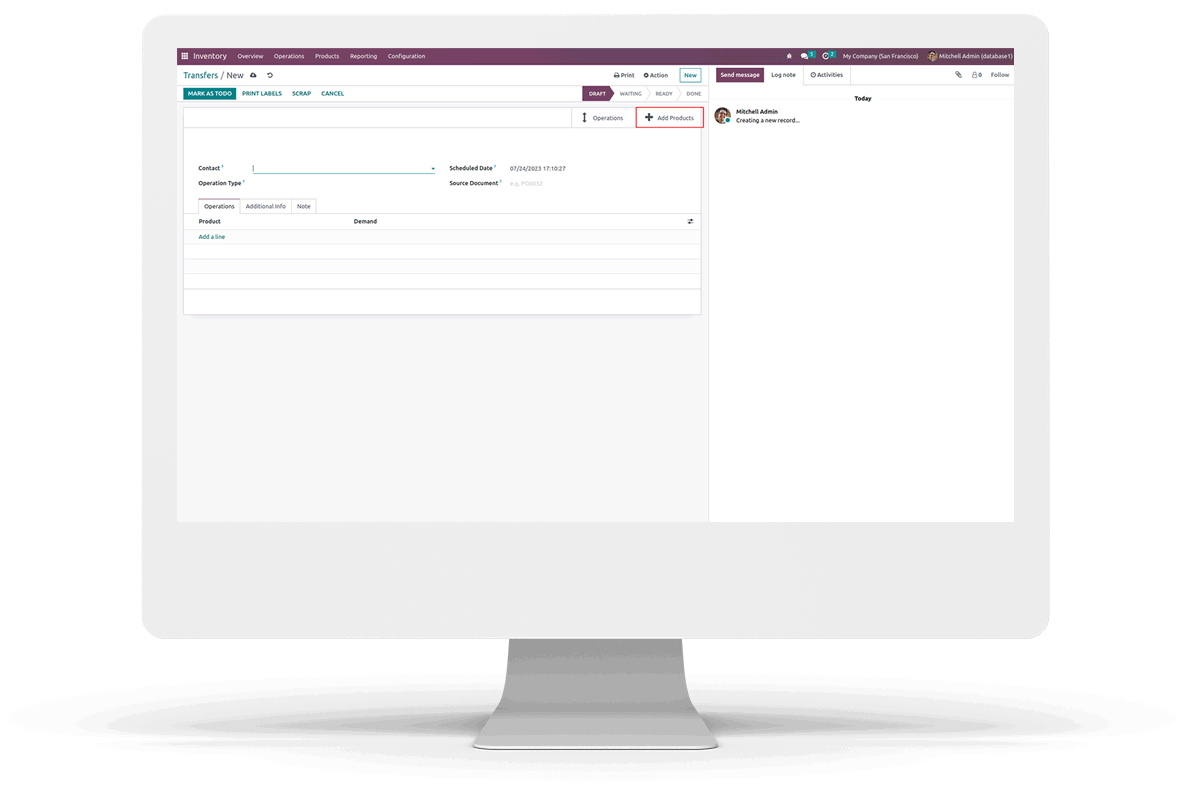 Inventory Overview Operations Products Reporting Configuration 5 2 My Company (San Francisco) Mitchell Admin (database1)
Transfers / New Print Action New
MARK AS TODO PRINT LABELS SCRAP CANCEL DRAFT WAITING READY DONE
Operations Add Products
Contact ? Scheduled Date ? 07/24/2023 17:10:27
Operation Type ? Source Document ? e.g. PO0032
Operations Additional Info Note
Product Demand
Add a line
Send message Log note Activities 0 Follow
Today
Mitchell Admin
Creating a new record...